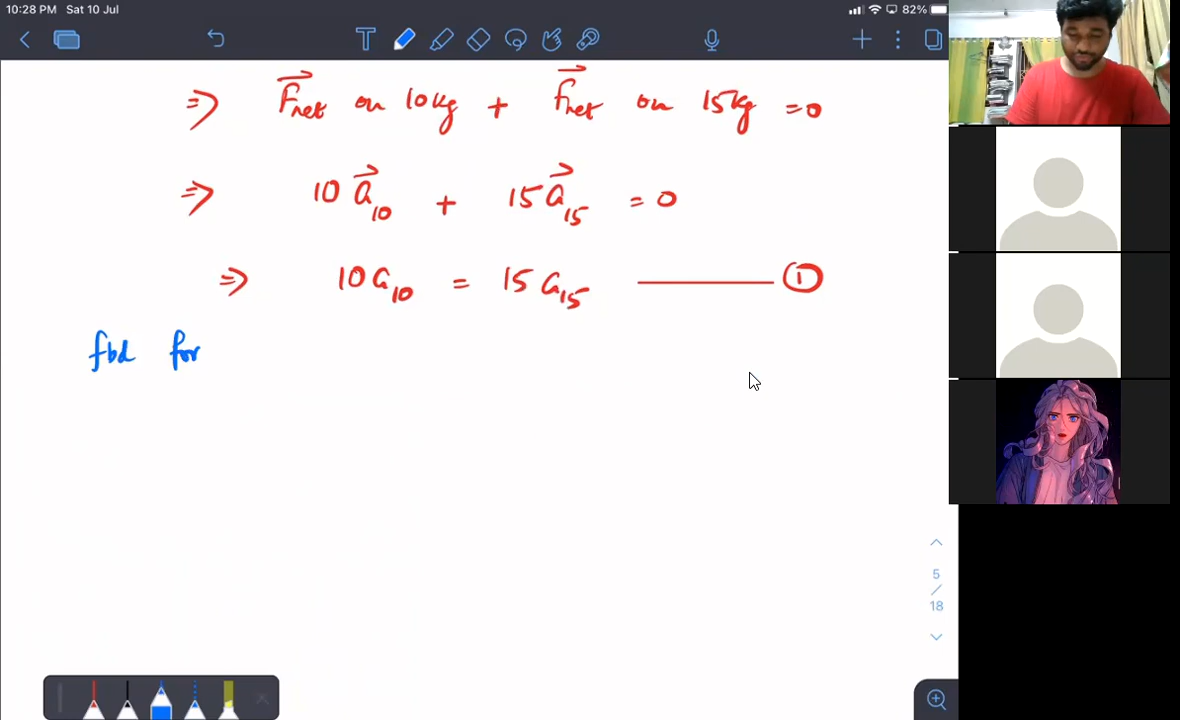 10:28 PM Sat 10 Jul 82%
=> F⃗net on 10kg + F⃗net on 15kg = 0
=> 10 a⃗₁₀ + 15 a⃗₁₅ = 0
=> 10 a₁₀ = 15 a₁₅ ——— ①
fbd for
5
/
18